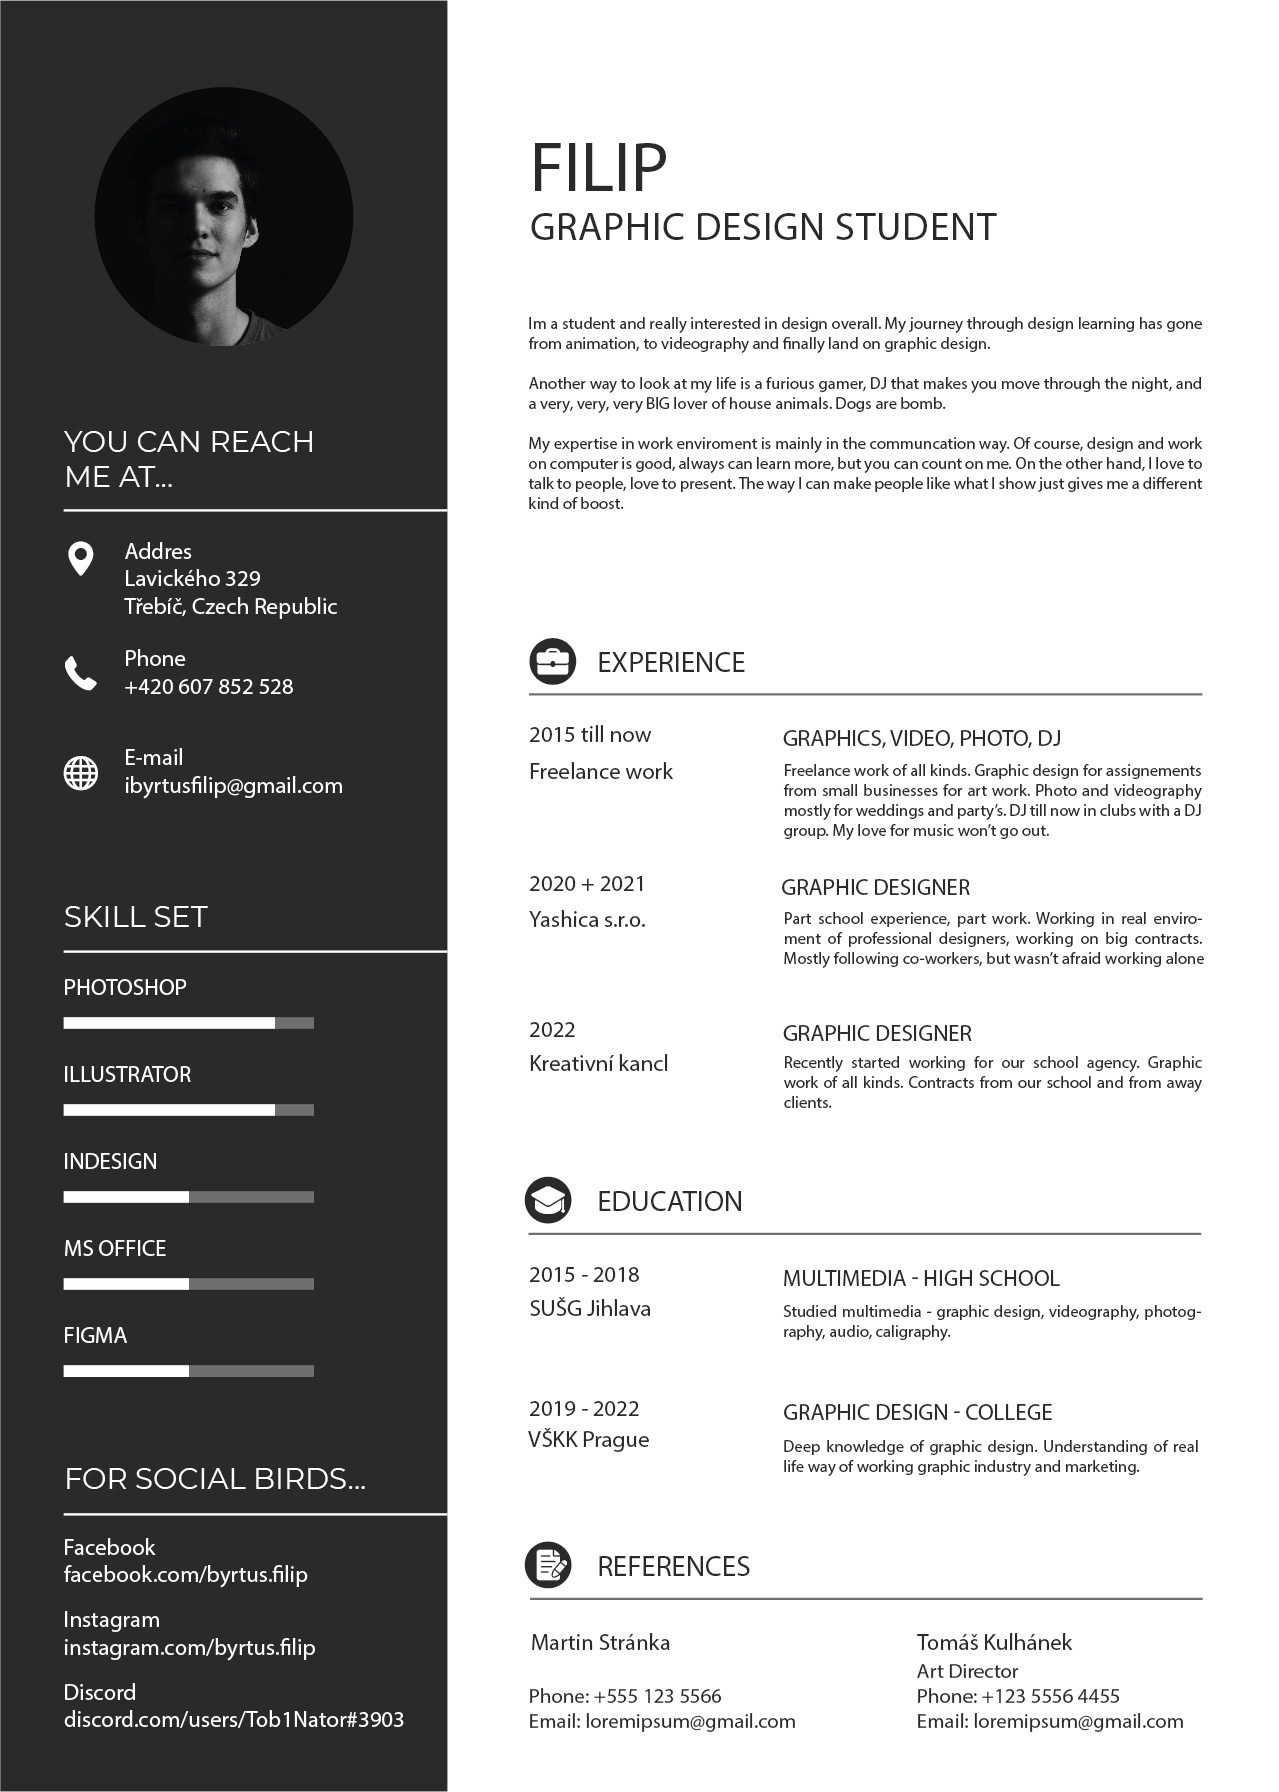 YOU CAN REACH
ME AT...
Addres
Lavického 329
Třebíč, Czech Republic
Phone
+420 607 852 528
E-mail
ibyrtusfilip@gmail.com
SKILL SET
PHOTOSHOP
ILLUSTRATOR
INDESIGN
MS OFFICE
FIGMA
FOR SOCIAL BIRDS...
Facebook
facebook.com/byrtus.filip
Instagram
instagram.com/byrtus.filip
Discord
discord.com/users/Tob1Nator#3903
FILIP
GRAPHIC DESIGN STUDENT
Im a student and really interested in design overall. My journey through design learning has gone
from animation, to videography and finally land on graphic design.
Another way to look at my life is a furious gamer, DJ that makes you move through the night, and
a very, very, very BIG lover of house animals. Dogs are bomb.
My expertise in work enviroment is mainly in the communcation way. Of course, design and work
on computer is good, always can learn more, but you can count on me. On the other hand, I love to
talk to people, love to present. The way I can make people like what I show just gives me a different
kind of boost.
EXPERIENCE
2015 till now
Freelance work
GRAPHICS, VIDEO, PHOTO, DJ
Freelance work of all kinds. Graphic design for assignements
from small businesses for art work. Photo and videography
mostly for weddings and party's. DJ till now in clubs with a DJ
group. My love for music won't go out.
2020 + 2021
Yashica s.r.o.
GRAPHIC DESIGNER
Part school experience, part work. Working in real enviro-
ment of professional designers, working on big contracts.
Mostly following co-workers, but wasn't afraid working alone
2022
Kreativní kancl
GRAPHIC DESIGNER
Recently started working for our school agency. Graphic
work of all kinds. Contracts from our school and from away
clients.
EDUCATION
2015 - 2018
SUŠG Jihlava
MULTIMEDIA - HIGH SCHOOL
Studied multimedia - graphic design, videography, photog-
raphy, audio, caligraphy.
2019 - 2022
VŠKK Prague
GRAPHIC DESIGN - COLLEGE
Deep knowledge of graphic design. Understanding of real
life way of working graphic industry and marketing.
REFERENCES
Martin Stránka
Phone: +555 123 5566
Email: loremipsum@gmail.com
Tomáš Kulhánek
Art Director
Phone: +123 5556 4455
Email: loremipsum@gmail.com